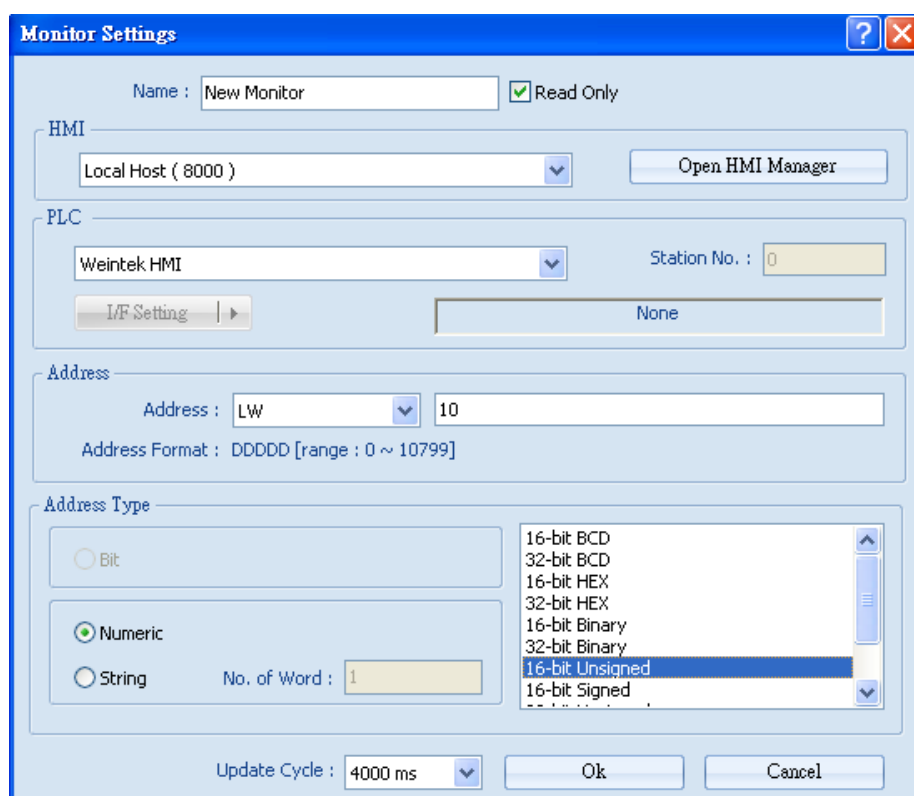 Monitor Settings
Name : New Monitor Read Only
HMI
Local Host ( 8000 ) Open HMI Manager
PLC
Weintek HMI Station No. : 0
I/F Setting None
Address
Address : LW 10
Address Format : DDDDD [range : 0 ~ 10799]
Address Type
Bit
Numeric
String No. of Word : 1
16-bit BCD
32-bit BCD
16-bit HEX
32-bit HEX
16-bit Binary
32-bit Binary
16-bit Unsigned
16-bit Signed
Update Cycle : 4000 ms Ok Cancel